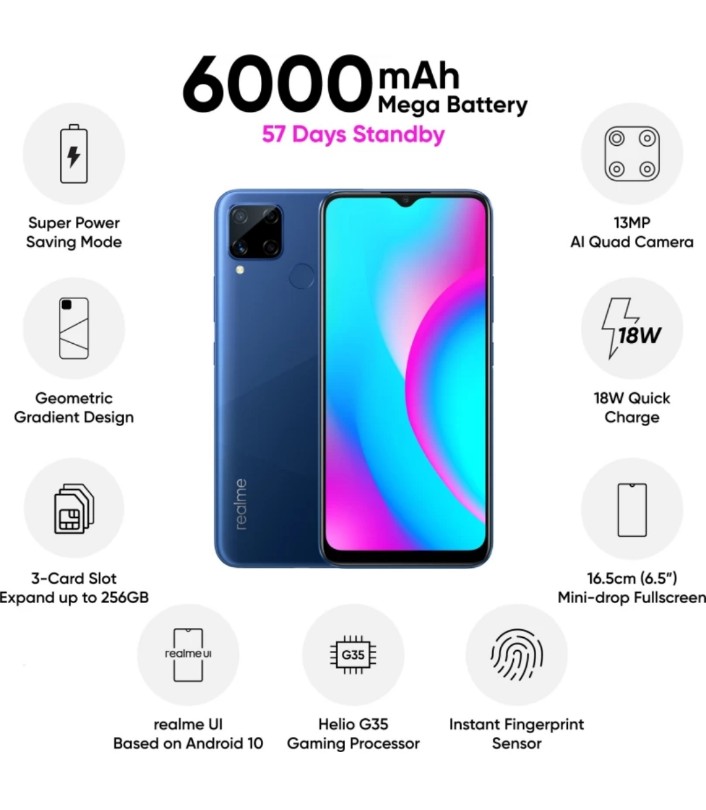 6000 mAh
Mega Battery
57 Days Standby
Super Power
Saving Mode
13MP
AI Quad Camera
Geometric
Gradient Design
18W
18W Quick
Charge
realme
3-Card Slot
Expand up to 256GB
16.5cm (6.5”)
Mini-drop Fullscreen
realme UI
realme UI
Based on Android 10
G35
Helio G35
Gaming Processor
Instant Fingerprint
Sensor